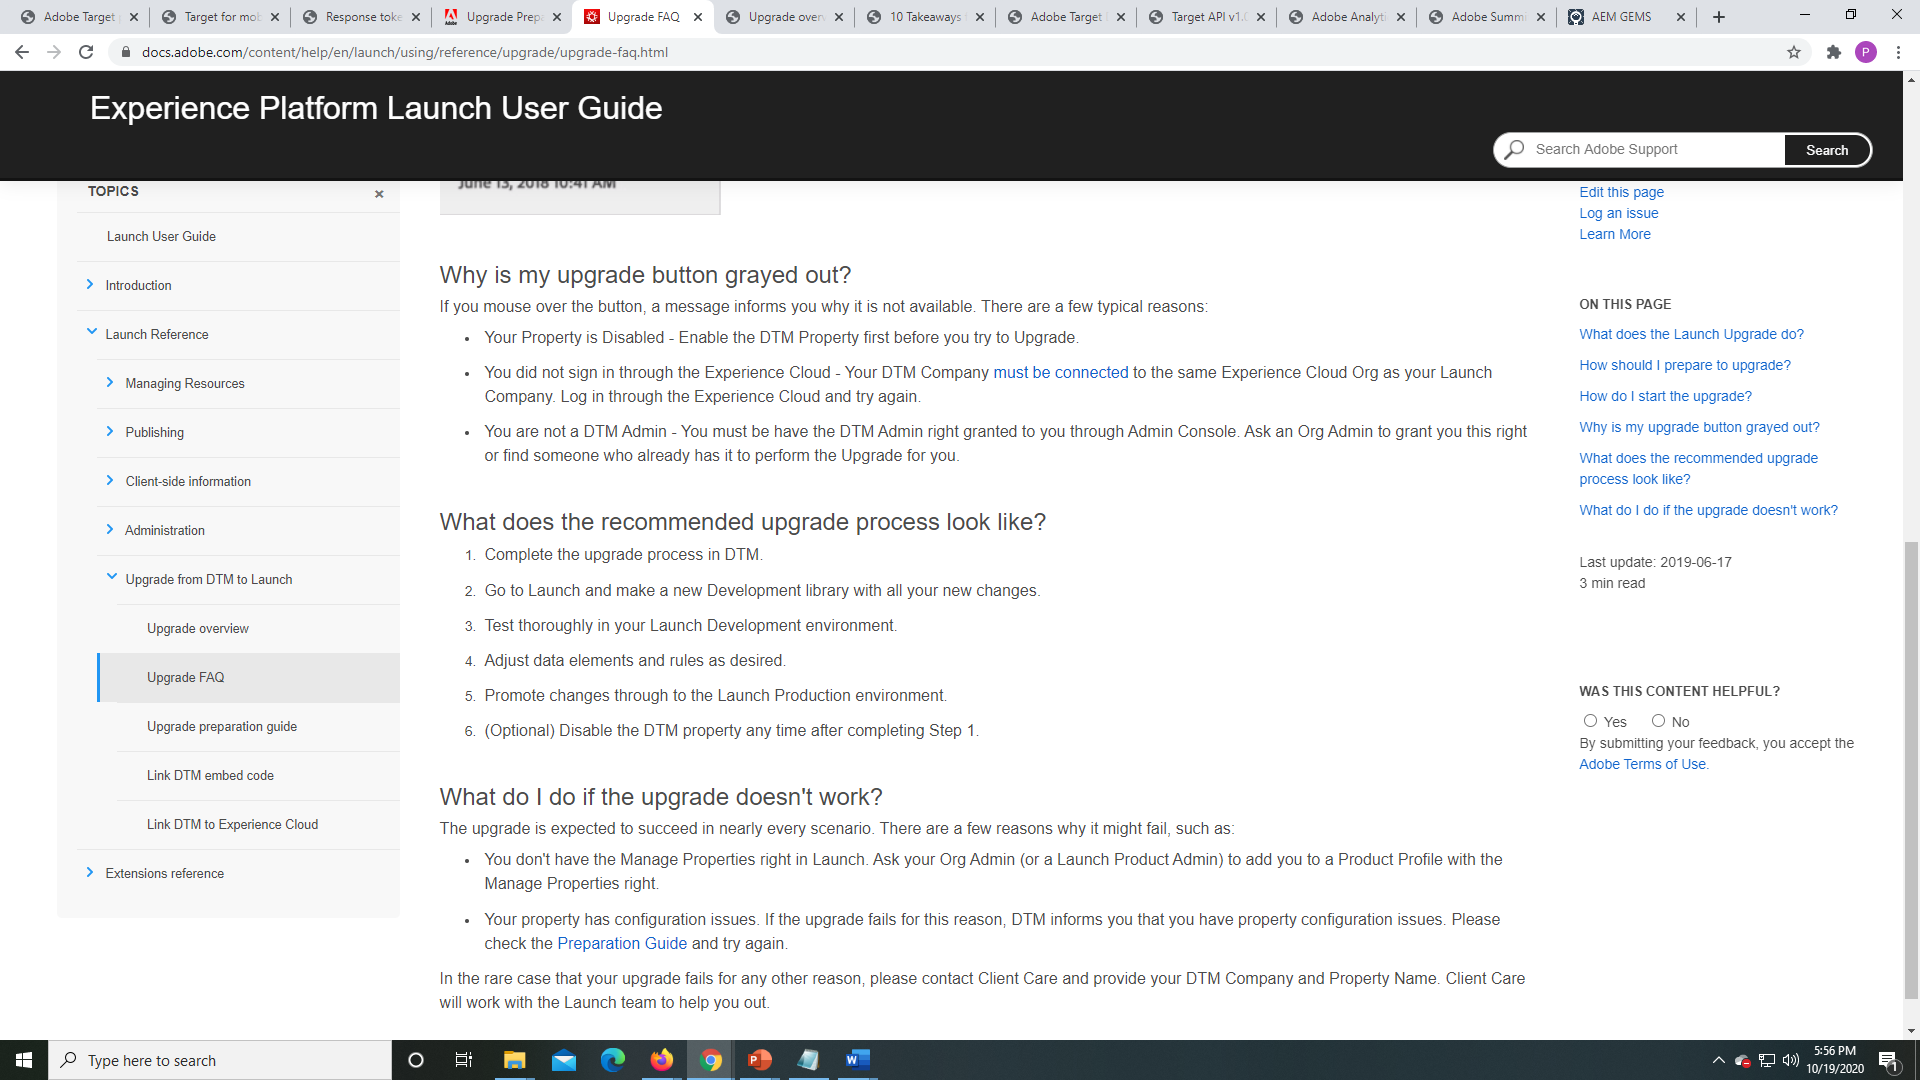 Adobe Target
Target for mob
Response toke
Upgrade Prepa
Upgrade FAQ
Upgrade over
10 Takeaways
Adobe Target
Target API v1.
Adobe Analyti
Adobe Summi
AEM GEMS
docs.adobe.com/content/help/en/launch/using/reference/upgrade/upgrade-faq.html
P
Experience Platform Launch User Guide
Search Adobe Support
Search
TOPICS
Launch User Guide
Introduction
Launch Reference
Managing Resources
Publishing
Client-side information
Administration
Upgrade from DTM to Launch
Upgrade overview
Upgrade FAQ
Upgrade preparation guide
Link DTM embed code
Link DTM to Experience Cloud
Extensions reference
June 13, 2018 10:41 AM
Why is my upgrade button grayed out?
If you mouse over the button, a message informs you why it is not available. There are a few typical reasons:
• Your Property is Disabled - Enable the DTM Property first before you try to Upgrade.
• You did not sign in through the Experience Cloud - Your DTM Company must be connected to the same Experience Cloud Org as your Launch
Company. Log in through the Experience Cloud and try again.
• You are not a DTM Admin - You must be have the DTM Admin right granted to you through Admin Console. Ask an Org Admin to grant you this right
or find someone who already has it to perform the Upgrade for you.
What does the recommended upgrade process look like?
1. Complete the upgrade process in DTM.
2. Go to Launch and make a new Development library with all your new changes.
3. Test thoroughly in your Launch Development environment.
4. Adjust data elements and rules as desired.
5. Promote changes through to the Launch Production environment.
6. (Optional) Disable the DTM property any time after completing Step 1.
What do I do if the upgrade doesn't work?
The upgrade is expected to succeed in nearly every scenario. There are a few reasons why it might fail, such as:
• You don't have the Manage Properties right in Launch. Ask your Org Admin (or a Launch Product Admin) to add you to a Product Profile with the
Manage Properties right.
• Your property has configuration issues. If the upgrade fails for this reason, DTM informs you that you have property configuration issues. Please
check the Preparation Guide and try again.
In the rare case that your upgrade fails for any other reason, please contact Client Care and provide your DTM Company and Property Name. Client Care
will work with the Launch team to help you out.
Edit this page
Log an issue
Learn More
ON THIS PAGE
What does the Launch Upgrade do?
How should I prepare to upgrade?
How do I start the upgrade?
Why is my upgrade button grayed out?
What does the recommended upgrade
process look like?
What do I do if the upgrade doesn't work?
Last update: 2019-06-17
3 min read
WAS THIS CONTENT HELPFUL?
Yes No
By submitting your feedback, you accept the
Adobe Terms of Use.
Type here to search
5:56 PM
10/19/2020
1